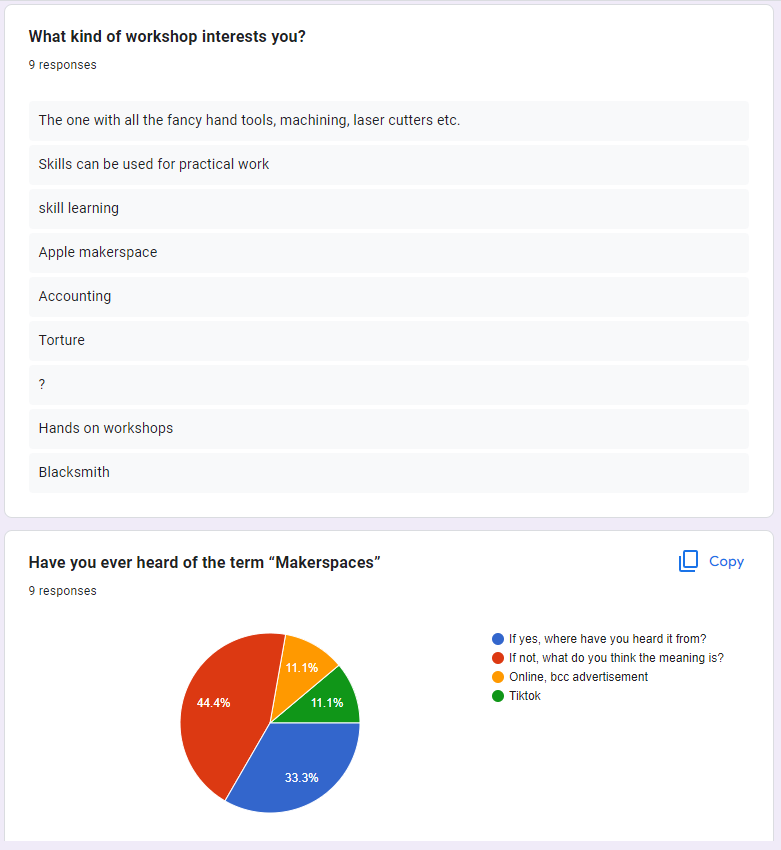 What kind of workshop interests you?
9 responses
The one with all the fancy hand tools, machining, laser cutters etc.
Skills can be used for practical work
skill learning
Apple makerspace
Accounting
Torture
?
Hands on workshops
Blacksmith
Have you ever heard of the term “Makerspaces”
Copy
9 responses
If yes, where have you heard it from?
If not, what do you think the meaning is?
Online, bcc advertisement
Tiktok
11.1%
44.4%
11.1%
33.3%